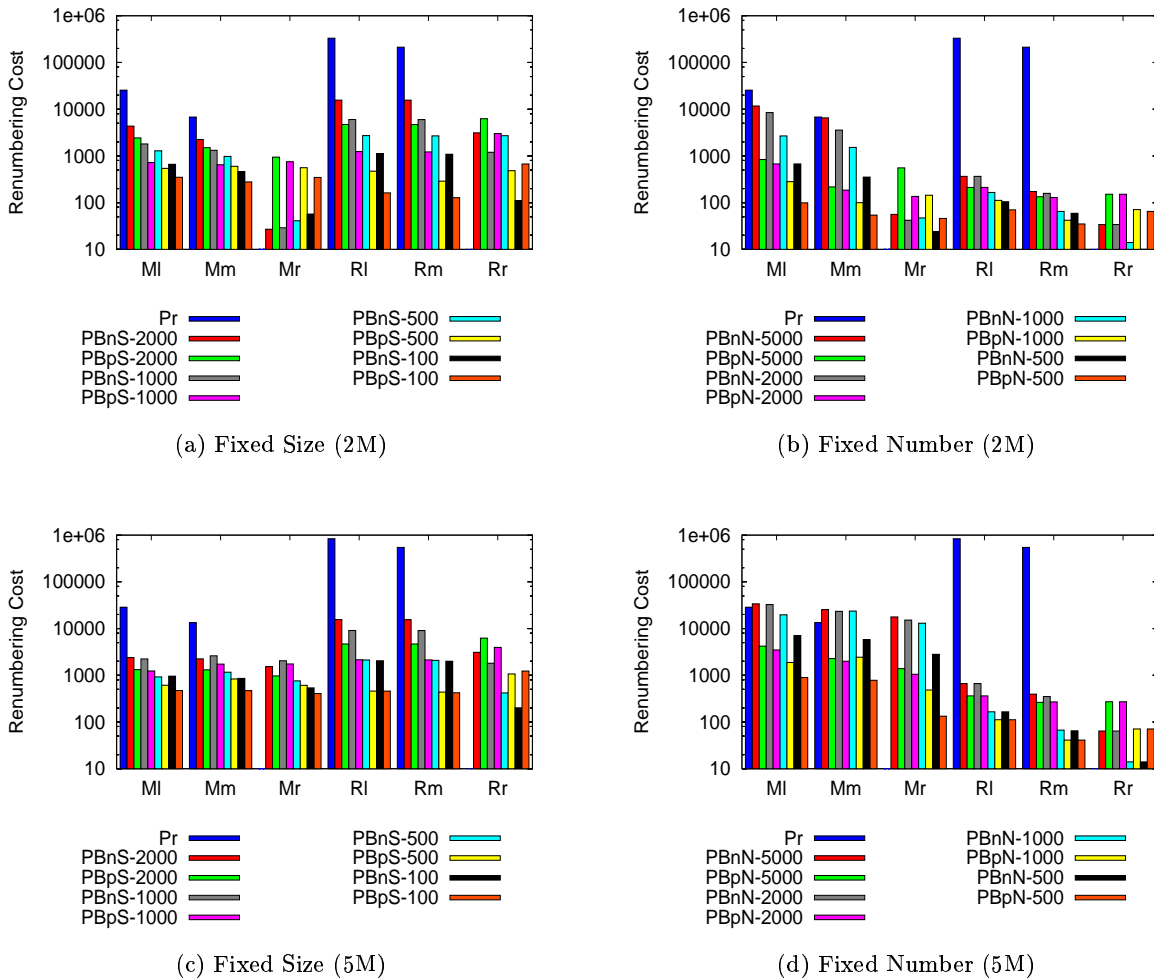 Renumbering Cost
1e+06
100000
10000
1000
100
10
Ml Mm Mr Rl Rm Rr
Pr
PBnS-2000
PBpS-2000
PBnS-1000
PBpS-1000
PBnS-500
PBpS-500
PBnS-100
PBpS-100
(a) Fixed Size (2M)
Renumbering Cost
1e+06
100000
10000
1000
100
10
Ml Mm Mr Rl Rm Rr
Pr
PBnN-5000
PBpN-5000
PBnN-2000
PBpN-2000
PBnN-1000
PBpN-1000
PBnN-500
PBpN-500
(b) Fixed Number (2M)
Renumbering Cost
1e+06
100000
10000
1000
100
10
Ml Mm Mr Rl Rm Rr
Pr
PBnS-2000
PBpS-2000
PBnS-1000
PBpS-1000
PBnS-500
PBpS-500
PBnS-100
PBpS-100
(c) Fixed Size (5M)
Renumbering Cost
1e+06
100000
10000
1000
100
10
Ml Mm Mr Rl Rm Rr
Pr
PBnN-5000
PBpN-5000
PBnN-2000
PBpN-2000
PBnN-1000
PBpN-1000
PBnN-500
PBpN-500
(d) Fixed Number (5M)